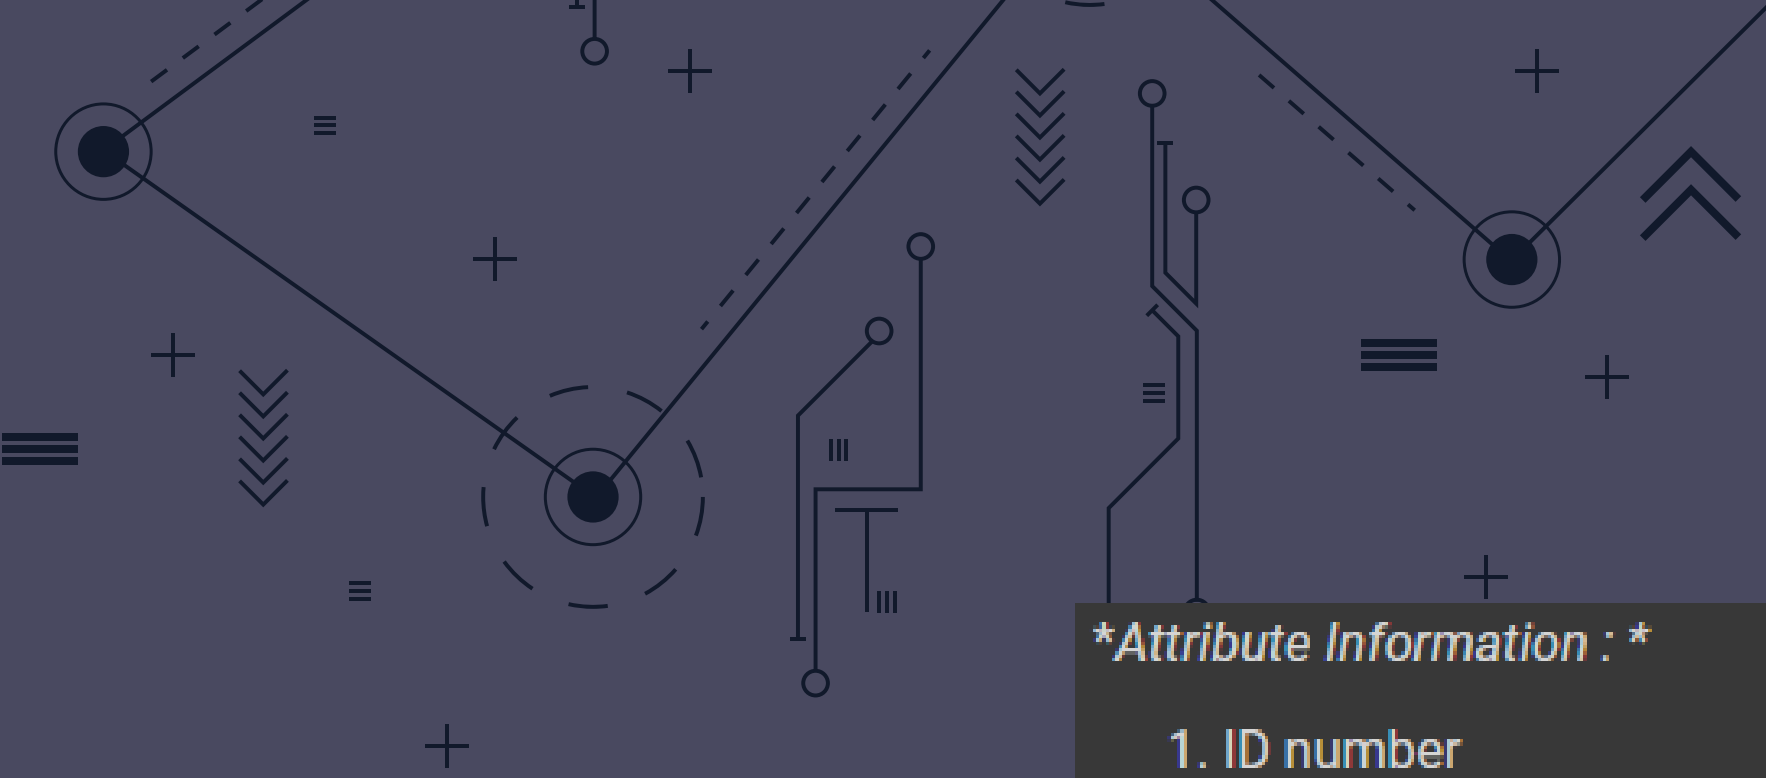 *Attribute Information : *
1. ID number